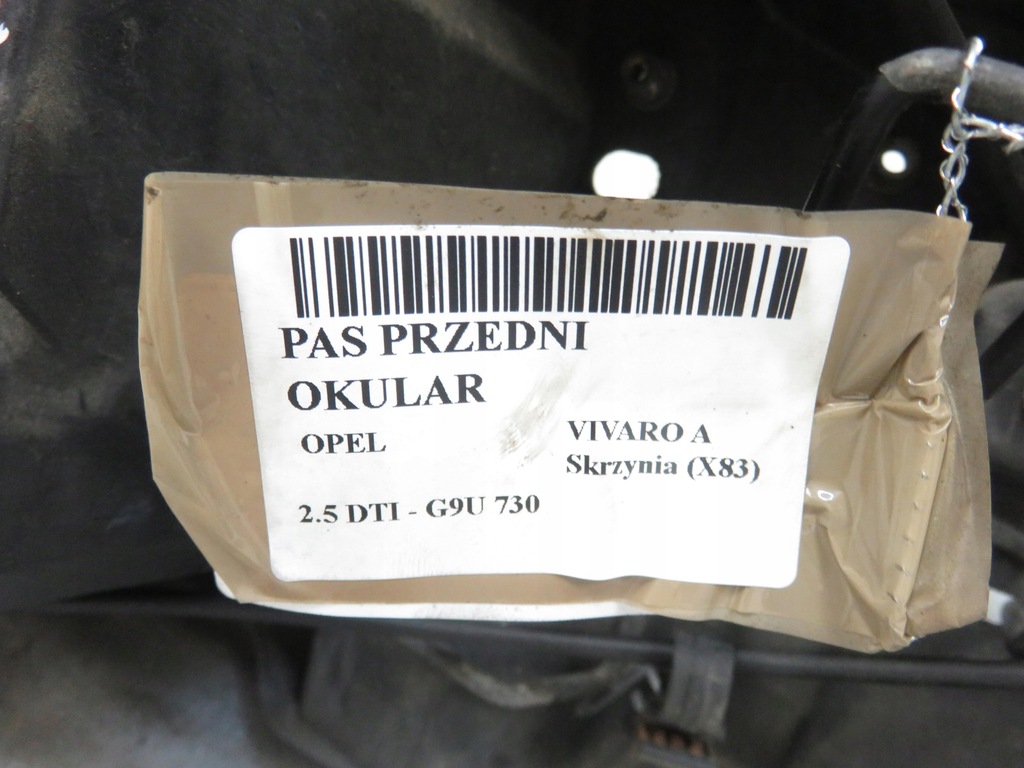 PAS PRZEDNI
OKULAR
OPEL
VIVARO A
Skrzynia (X83)
2.5 DTI - G9U 730